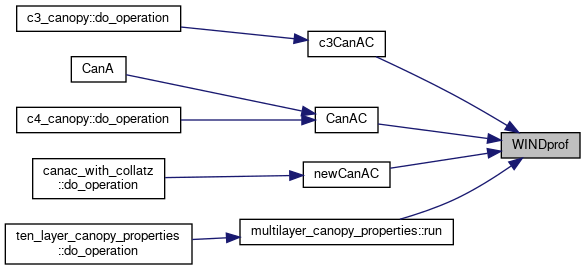 c3_canopy::do_operation
c3CanAC
CanA
CanAC
c4_canopy::do_operation
WINDprof
canac_with_collatz
::do_operation
newCanAC
multilayer_canopy_properties::run
ten_layer_canopy_properties
::do_operation